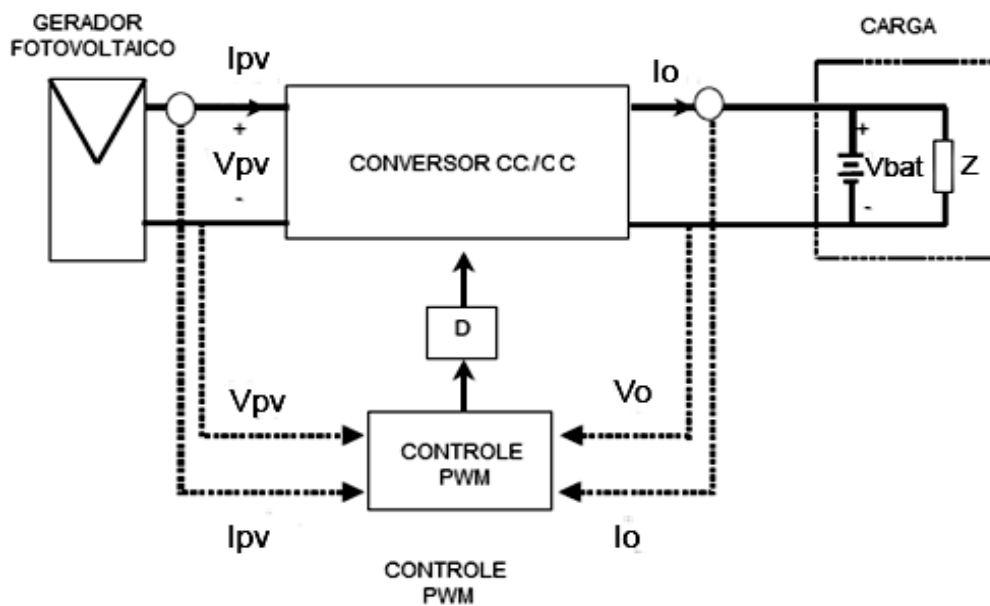 GERADOR
FOTOVOLTAICO
Ipv
+
Vpv
-
CONVERSOR CC/CC
Io
CARGA
+
Vbat
-
Z
D
Vpv
Vo
CONTROLE
PWM
Ipv
Io
CONTROLE
PWM